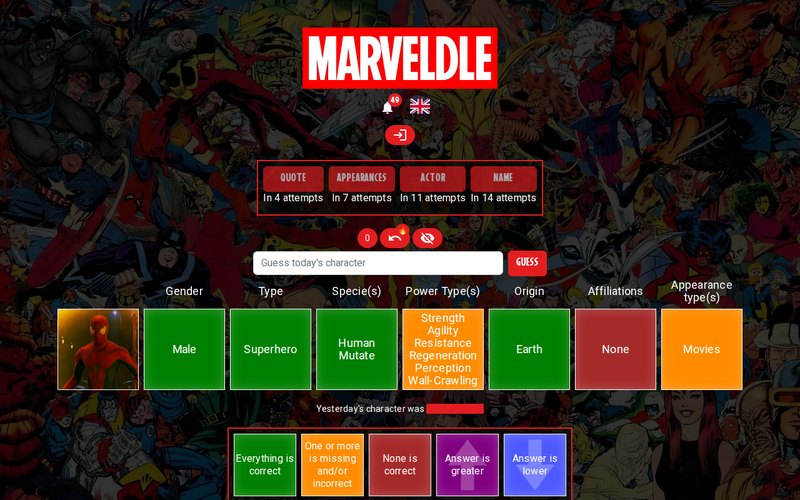 MARVELDLE
49
QUOTE APPEARANCES ACTOR NAME
In 4 attempts In 7 attempts In 11 attempts In 14 attempts
0
Guess today's character GUESS
Gender Type Specie(s) Power Type(s) Origin Affiliations Appearance type(s)
Male
Superhero
Human
Mutate
Strength
Agility
Resistance
Regeneration
Perception
Wall-Crawling
Earth
None
Movies
Yesterday's character was
Everything is
correct
One or more
is missing
and/or
incorrect
None is
correct
Answer is
greater
Answer is
lower